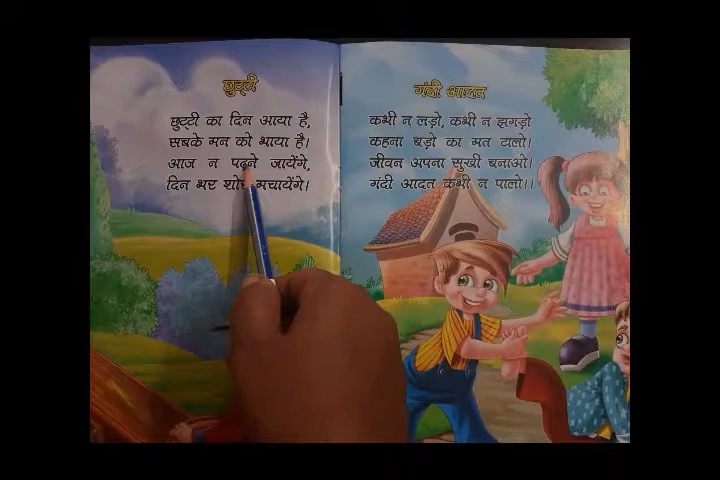 छुट्टी
छुट्टी का दिन आया है,
सबके मन को भाया है।
आज न पढ़ने जायेंगे,
दिन भर शोर मचायेंगे।
गंदी आदत
कभी न लड़ो, कभी न झगड़ो
कहना बड़ो का मत टालो।
जीवन अपना सुखी बनाओ।
गंदी आदत कभी न पालो।।